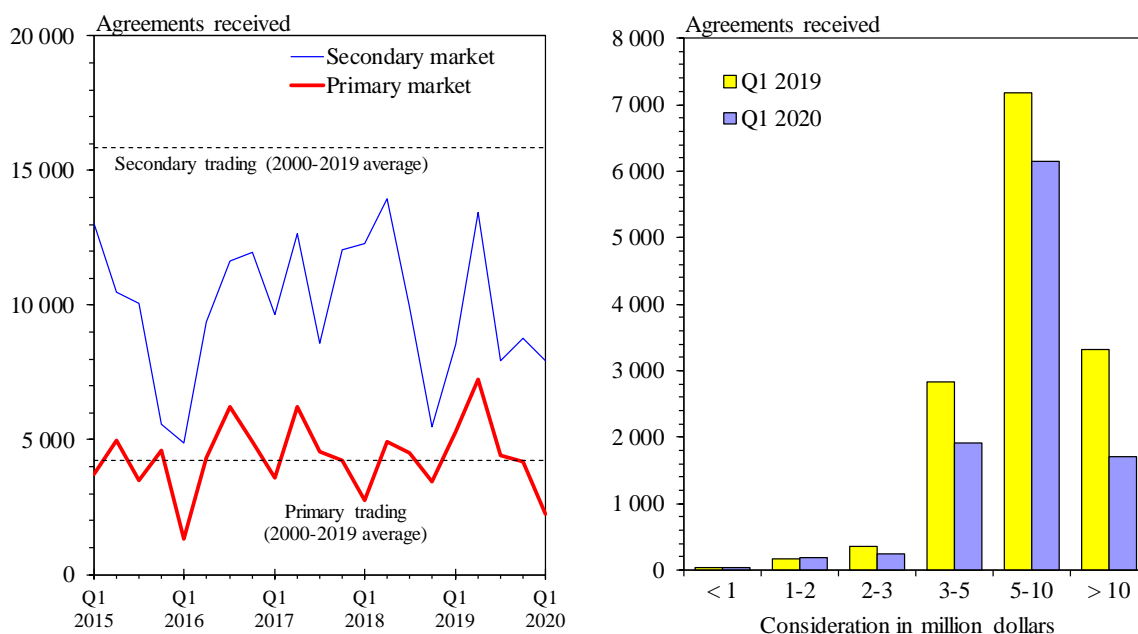 Agreements received
20 000
15 000
10 000
5 000
0
Secondary market
Primary market
Secondary trading (2000-2019 average)
Primary trading
(2000-2019 average)
Q1 Q1 Q1 Q1 Q1 Q1
2015 2016 2017 2018 2019 2020
Agreements received
8 000
7 000
6 000
5 000
4 000
3 000
2 000
1 000
0
Q1 2019
Q1 2020
< 1 1-2 2-3 3-5 5-10 > 10
Consideration in million dollars